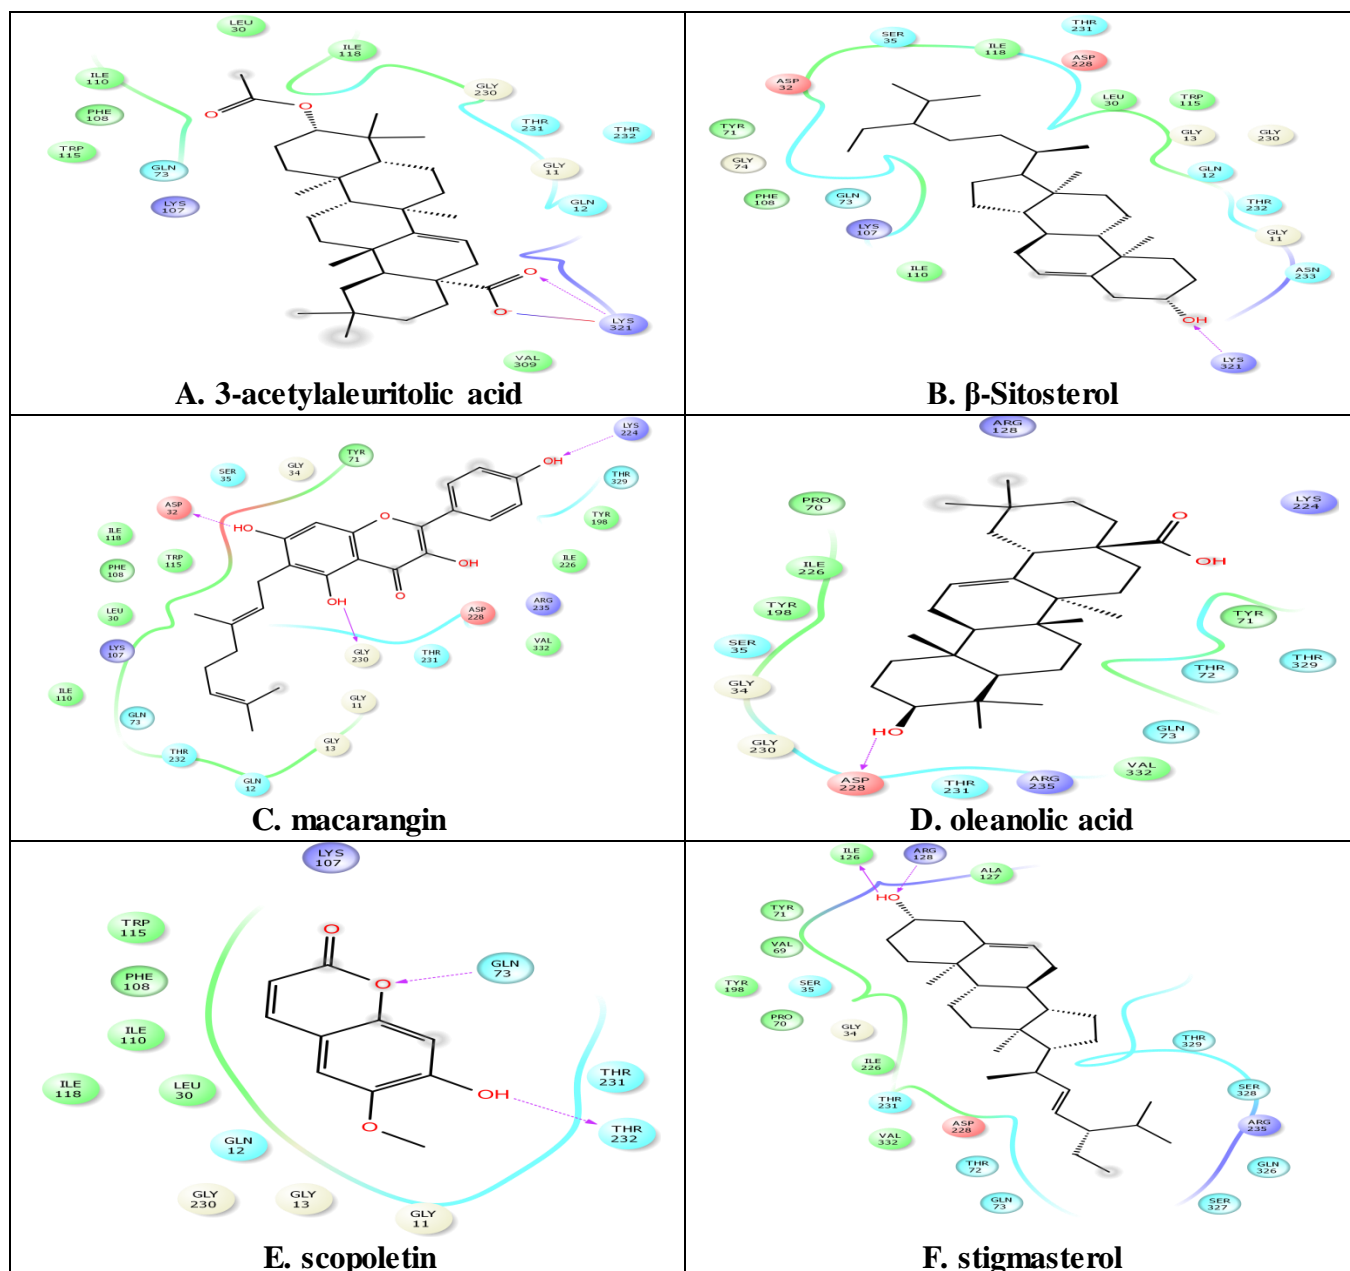 LEU
30
ILE
118
ILE
110
GLY
230
PHE
108
THR
231
THR
232
TRP
115
GLN
73
GLY
11
LYS
107
GLN
12
O
O
O
O-
LYS
321
VAL
309
A. 3-acetylaleuritolic acid
THR
231
SER
35
ILE
118
ASP
228
ASP
32
LEU
30
TRP
115
TYR
71
GLY
13
GLY
230
GLY
74
GLN
12
PHE
108
GLN
73
THR
232
LYS
107
GLY
11
ILE
110
ASN
233
OH
LYS
321
B. β-Sitosterol
LYS
224
TYR
71
GLY
34
SER
35
OH
THR
329
ASP
32
HO
O
TYR
198
ILE
118
TRP
115
PHE
108
OH
ILE
226
OH
O
LEU
30
ASP
228
ARG
235
LYS
107
GLY
230
THR
231
VAL
332
ILE
110
GLN
73
GLY
11
THR
232
GLY
13
GLN
12
C. macarangin
ARG
128
PRO
70
LYS
224
O
OH
ILE
226
TYR
198
TYR
71
SER
35
THR
72
THR
329
GLY
34
HO
GLN
73
GLY
230
ASP
228
THR
231
ARG
235
VAL
332
D. oleanolic acid
LYS
107
TRP
115
O
PHE
108
O
GLN
73
ILE
110
ILE
118
LEU
30
THR
231
OH
O
THR
232
GLN
12
GLY
230
GLY
13
GLY
11
E. scopoletin
ILE
126
ARG
128
ALA
127
HO
TYR
71
VAL
69
TYR
198
SER
35
PRO
70
GLY
34
THR
329
ILE
226
SER
328
THR
231
ASP
228
ARG
235
VAL
332
THR
72
GLN
326
GLN
73
SER
327
F. stigmasterol